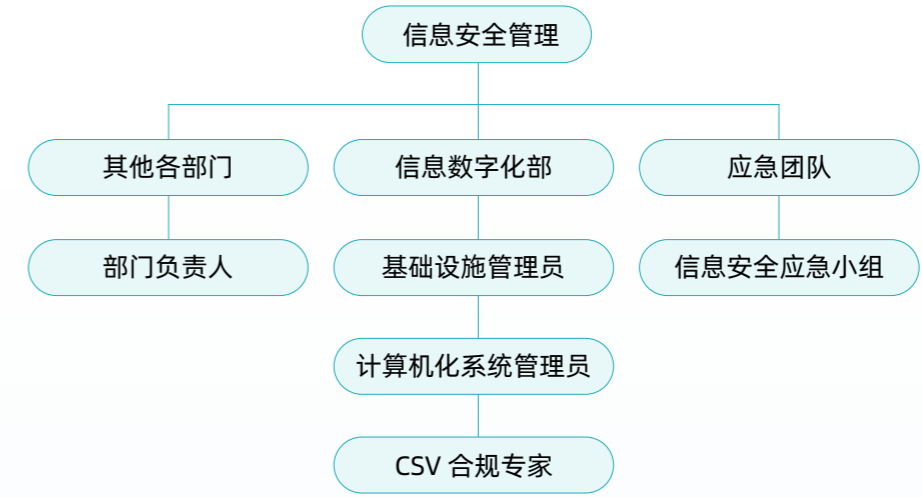 信息安全管理
其他各部门
信息数字化部
应急团队
部门负责人
基础设施管理员
信息安全应急小组
计算机化系统管理员
CSV 合规专家